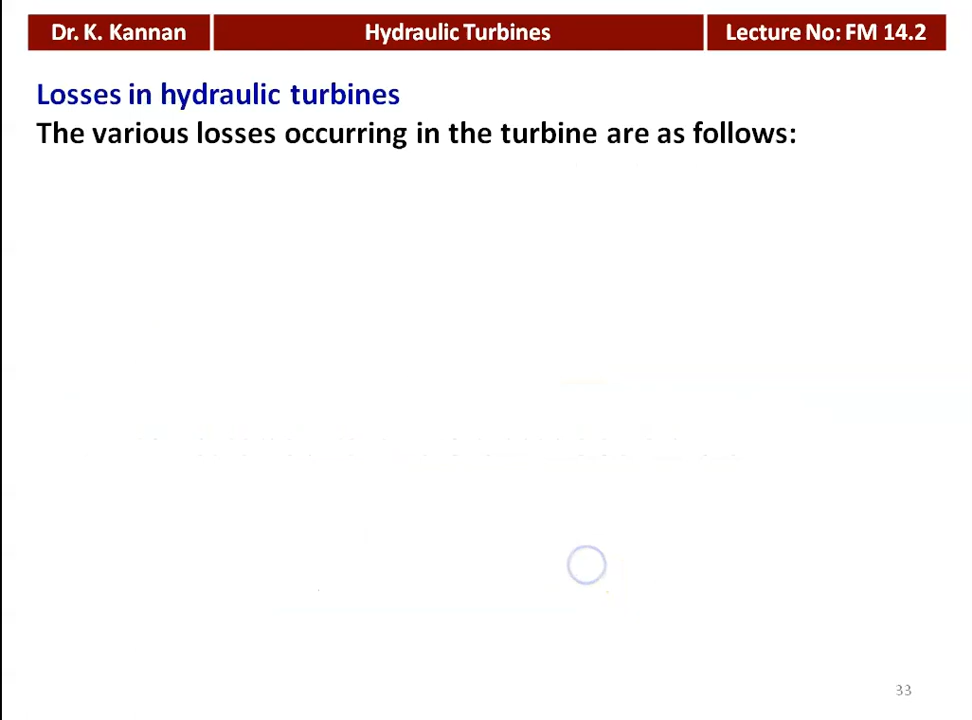 Dr. K. Kannan
Hydraulic Turbines
Lecture No: FM 14.2
Losses in hydraulic turbines
The various losses occurring in the turbine are as follows:
33